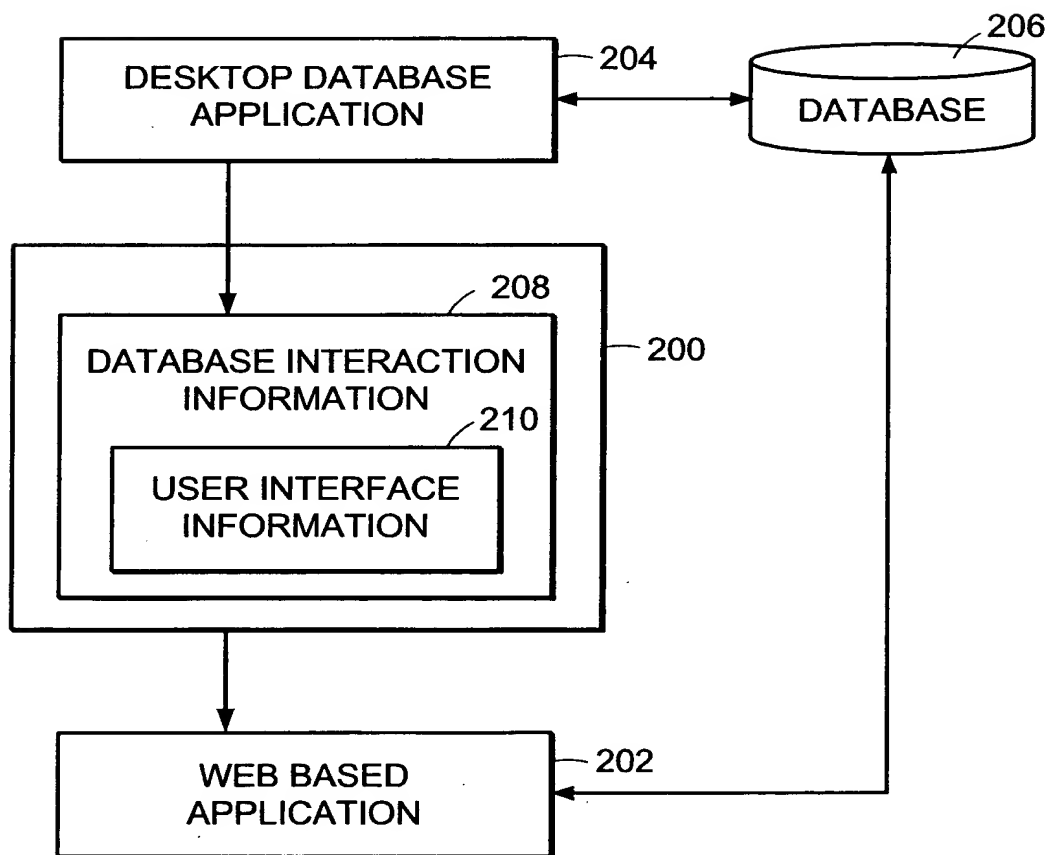 206
DESKTOP DATABASE
APPLICATION
204
DATABASE
208
DATABASE INTERACTION
INFORMATION
200
210
USER INTERFACE
INFORMATION
WEB BASED
APPLICATION
202